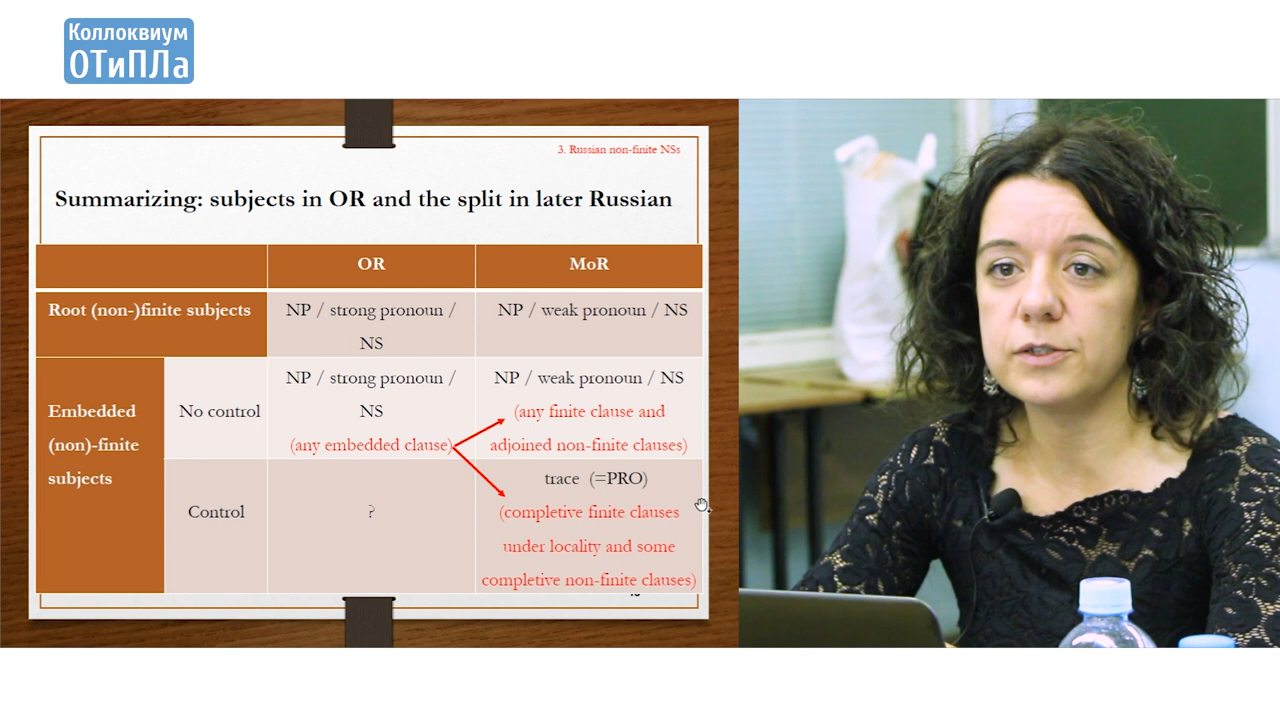 Коллоквиум
ОТиПЛа
3. Russian non-finite NSs
Summarizing: subjects in OR and the split in later Russian
OR
MoR
Root (non-)finite subjects
NP / strong pronoun /
NS
NP / weak pronoun / NS
Embedded
(non)-finite
subjects
No control
NP / strong pronoun /
NS
(any embedded clause)
NP / weak pronoun / NS
(any finite clause and
adjoined non-finite clauses)
Control
?
trace (=PRO)
(completive finite clauses
under locality and some
completive non-finite clauses)